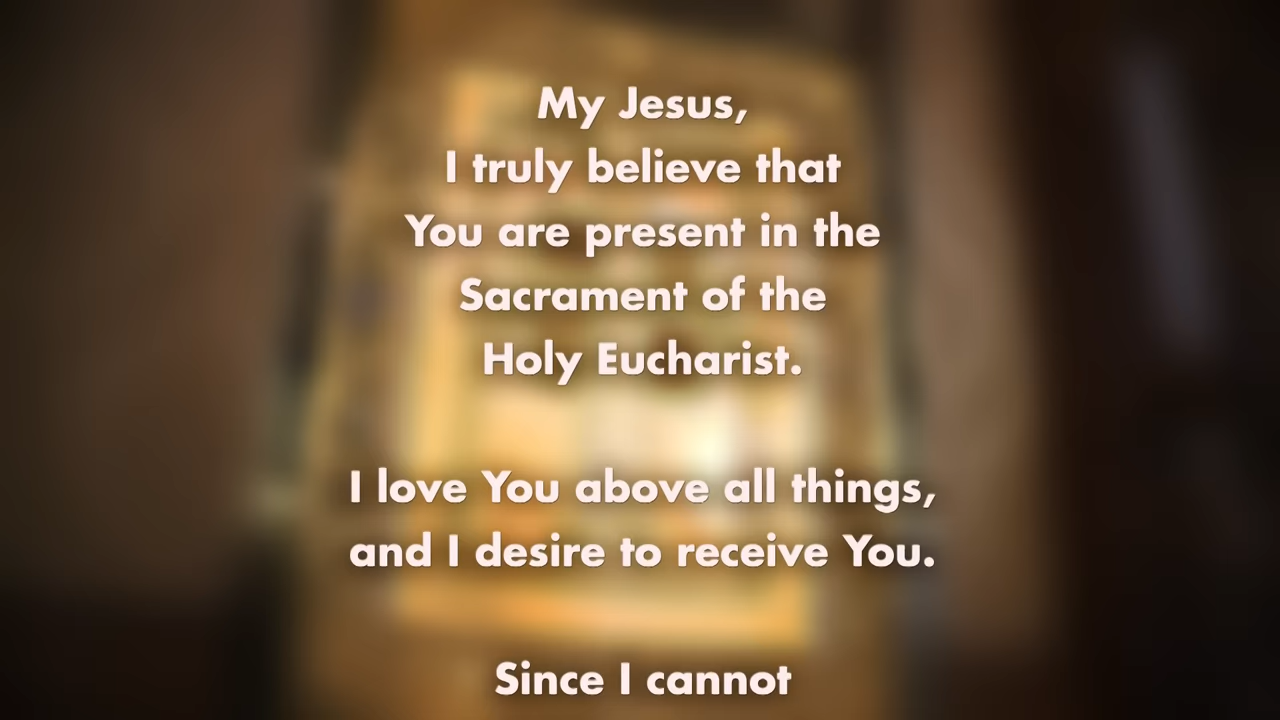 My Jesus,
I truly believe that
You are present in the
Sacrament of the
Holy Eucharist.
I love You above all things,
and I desire to receive You.
Since I cannot